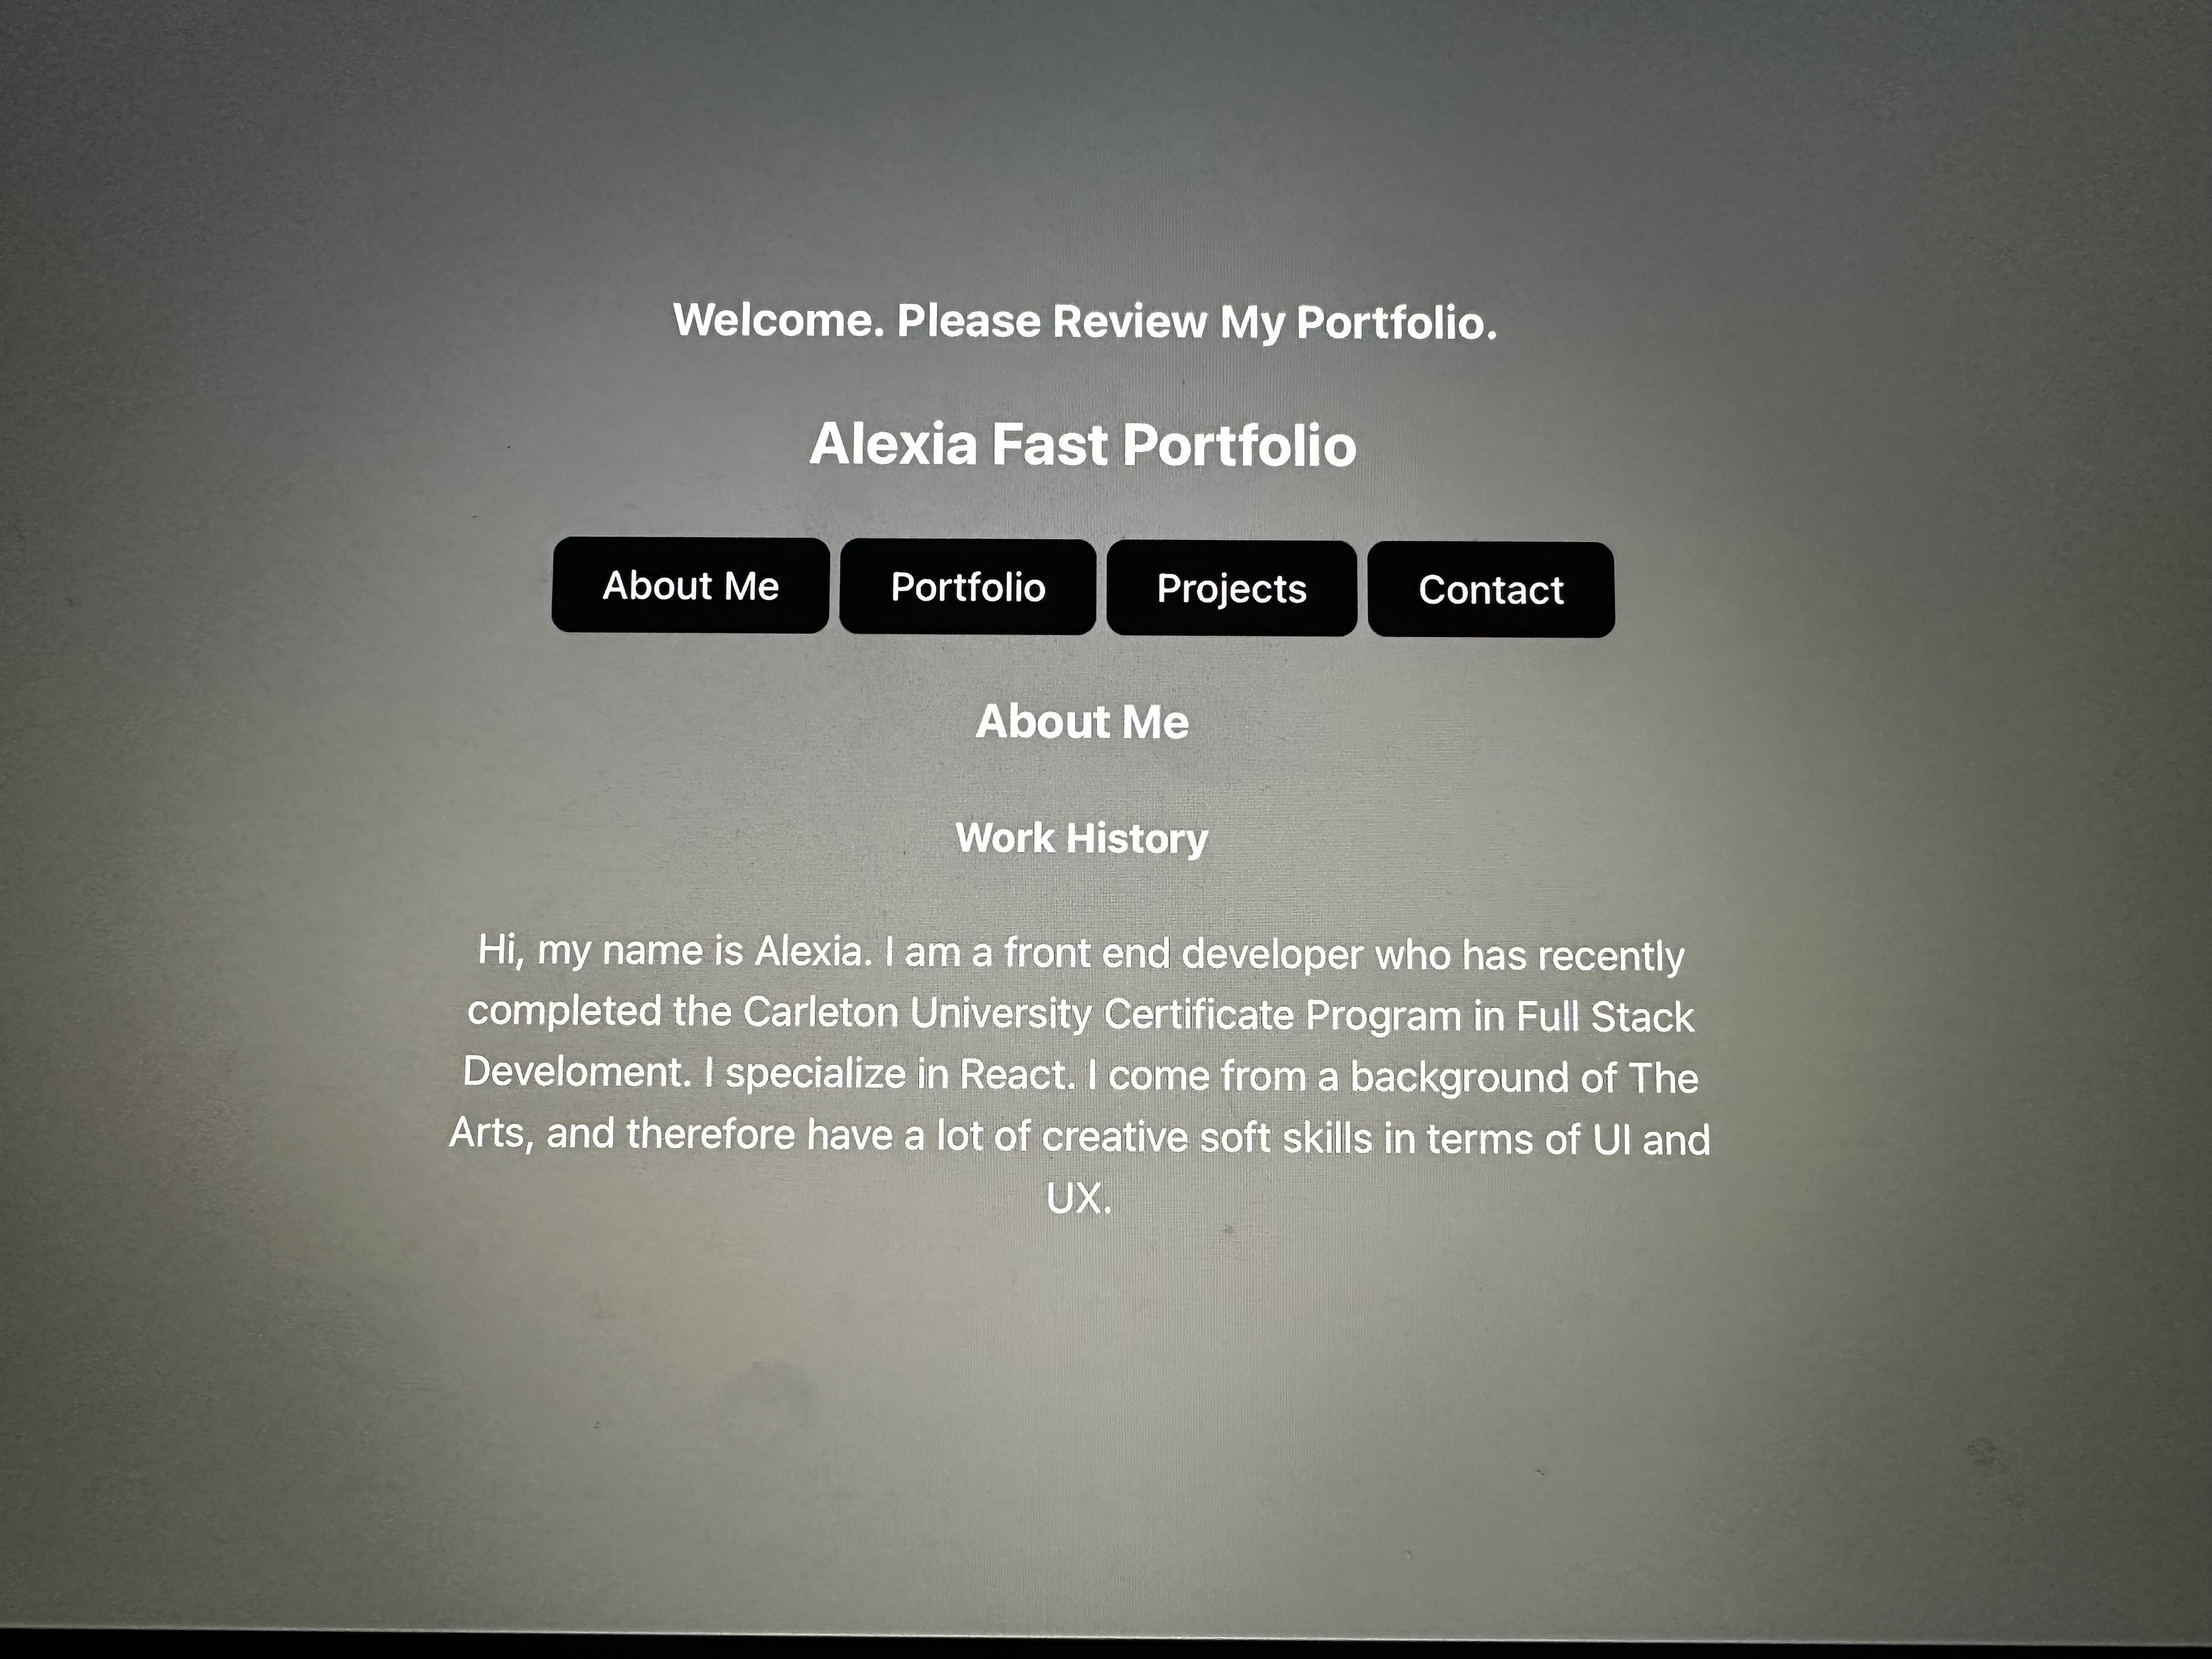 Welcome. Please Review My Portfolio.
Alexia Fast Portfolio
About Me
Portfolio
Projects
Contact
About Me
Work History
Hi, my name is Alexia. I am a front end developer who has recently
completed the Carleton University Certificate Program in Full Stack
Develoment. I specialize in React. I come from a background of The
Arts, and therefore have a lot of creative soft skills in terms of UI and
UX.